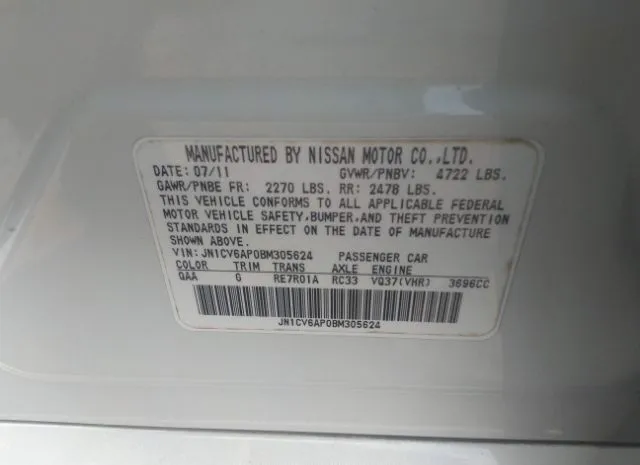 MANUFACTURED BY NISSAN MOTOR CO.,LTD.
DATE: 07/11 GVWR/PNBV: 4722 LBS.
GAWR/PNBE FR: 2270 LBS. RR: 2478 LBS.
THIS VEHICLE CONFORMS TO ALL APPLICABLE FEDERAL
MOTOR VEHICLE SAFETY,BUMPER,AND THEFT PREVENTION
STANDARDS IN EFFECT ON THE DATE OF MANUFACTURE
SHOWN ABOVE.
VIN: JN1CV6AP0BM305624 PASSENGER CAR
COLOR TRIM TRANS AXLE ENGINE
QAA G RE7R01A RC33 VQ37(VHR) 3696CC
JN1CV6AP0BM305624